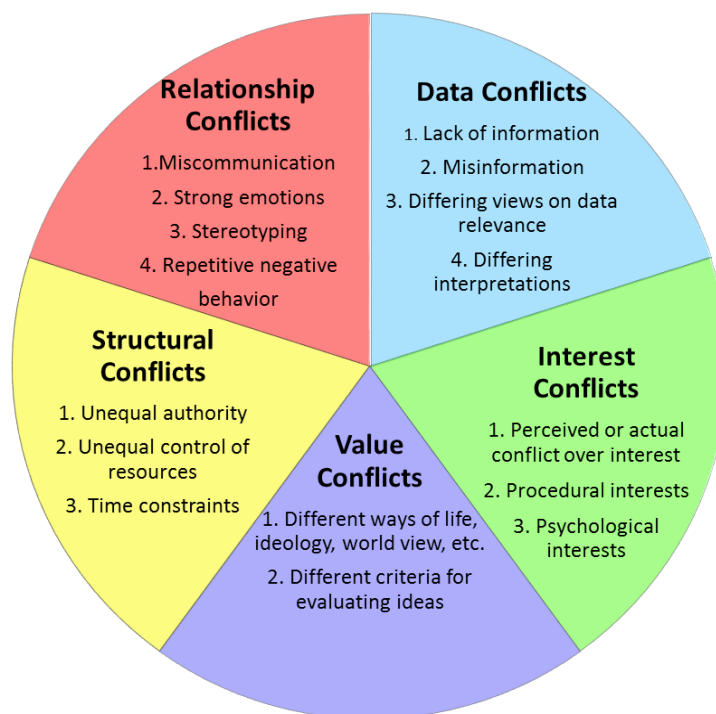 Relationship
Conflicts
1.Miscommunication
2. Strong emotions
3. Stereotyping
4. Repetitive negative
behavior
Data Conflicts
1. Lack of information
2. Misinformation
3. Differing views on data
relevance
4. Differing
interpretations
Structural
Conflicts
1. Unequal authority
2. Unequal control of
resources
3. Time constraints
Value
Conflicts
1. Different ways of life,
ideology, world view, etc.
2. Different criteria for
evaluating ideas
Interest
Conflicts
1. Perceived or actual
conflict over interest
2. Procedural interests
3. Psychological
interests